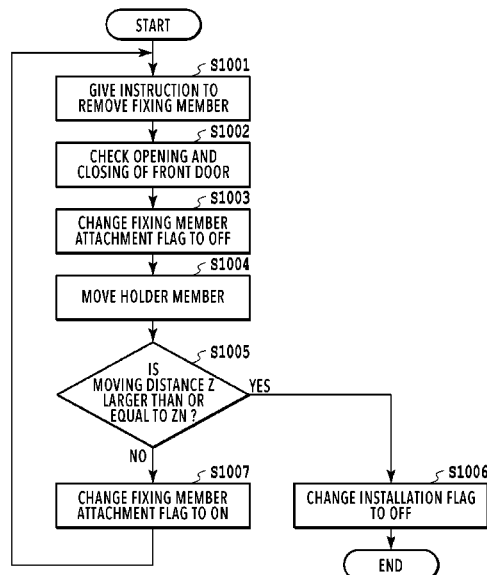 START
S1001
GIVE INSTRUCTION TO
REMOVE FIXING MEMBER
S1002
CHECK OPENING AND
CLOSING OF FRONT DOOR
S1003
CHANGE FIXING MEMBER
ATTACHMENT FLAG TO OFF
S1004
MOVE HOLDER MEMBER
S1005
IS
MOVING DISTANCE Z
LARGER THAN OR
EQUAL TO ZN ?
YES
NO
S1007
CHANGE FIXING MEMBER
ATTACHMENT FLAG TO ON
S1006
CHANGE INSTALLATION FLAG
TO OFF
END